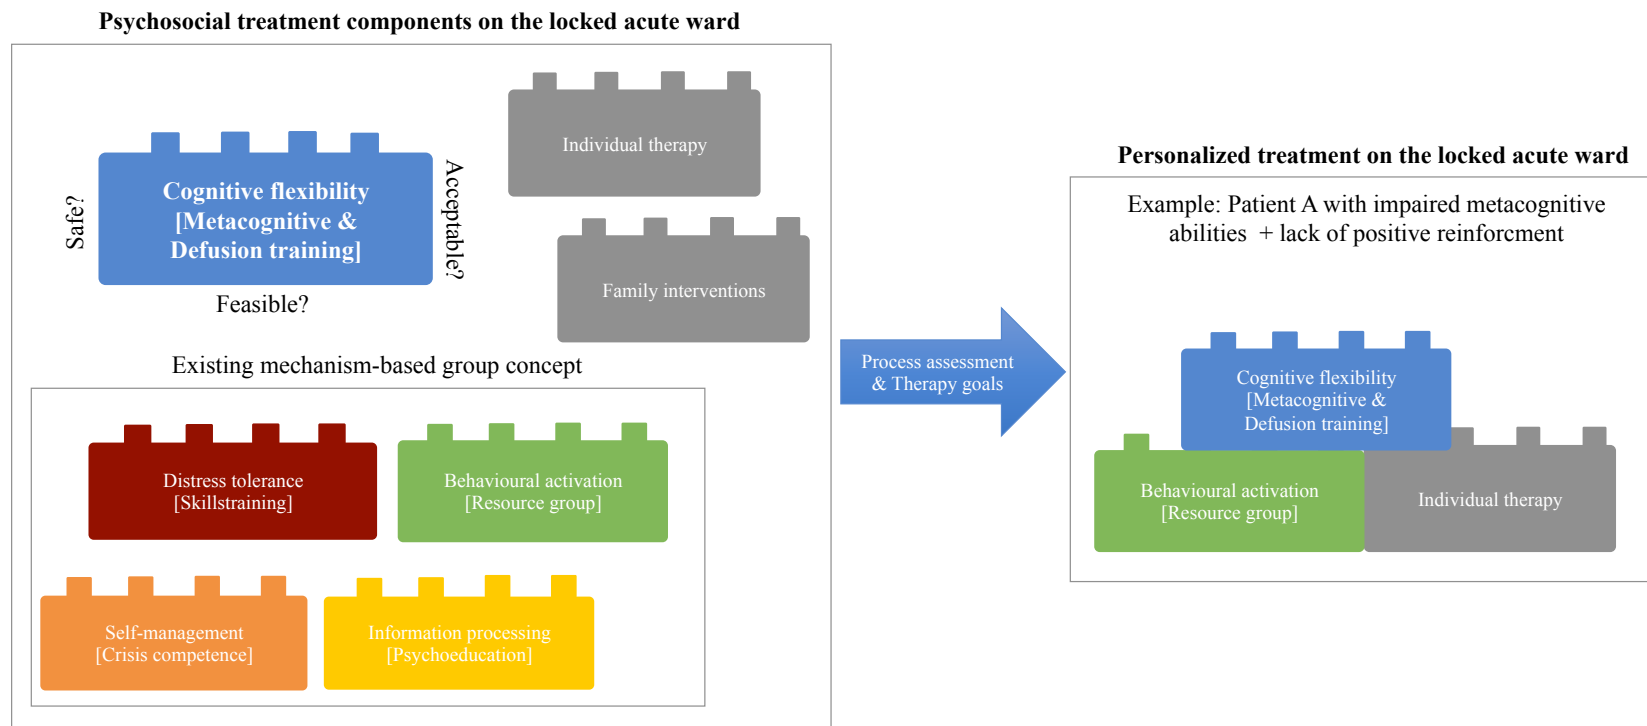 Psychosocial treatment components on the locked acute ward
Safe?
Cognitive flexibility
[Metacognitive &
Defusion training]
Acceptable?
Feasible?
Individual therapy
Family interventions
Existing mechanism-based group concept
Distress tolerance
[Skillstraining]
Behavioural activation
[Resource group]
Self-management
[Crisis competence]
Information processing
[Psychoeducation]
Process assessment
& Therapy goals
Personalized treatment on the locked acute ward
Example: Patient A with impaired metacognitive
abilities + lack of positive reinforcment
Cognitive flexibility
[Metacognitive &
Defusion training]
Behavioural activation
[Resource group]
Individual therapy